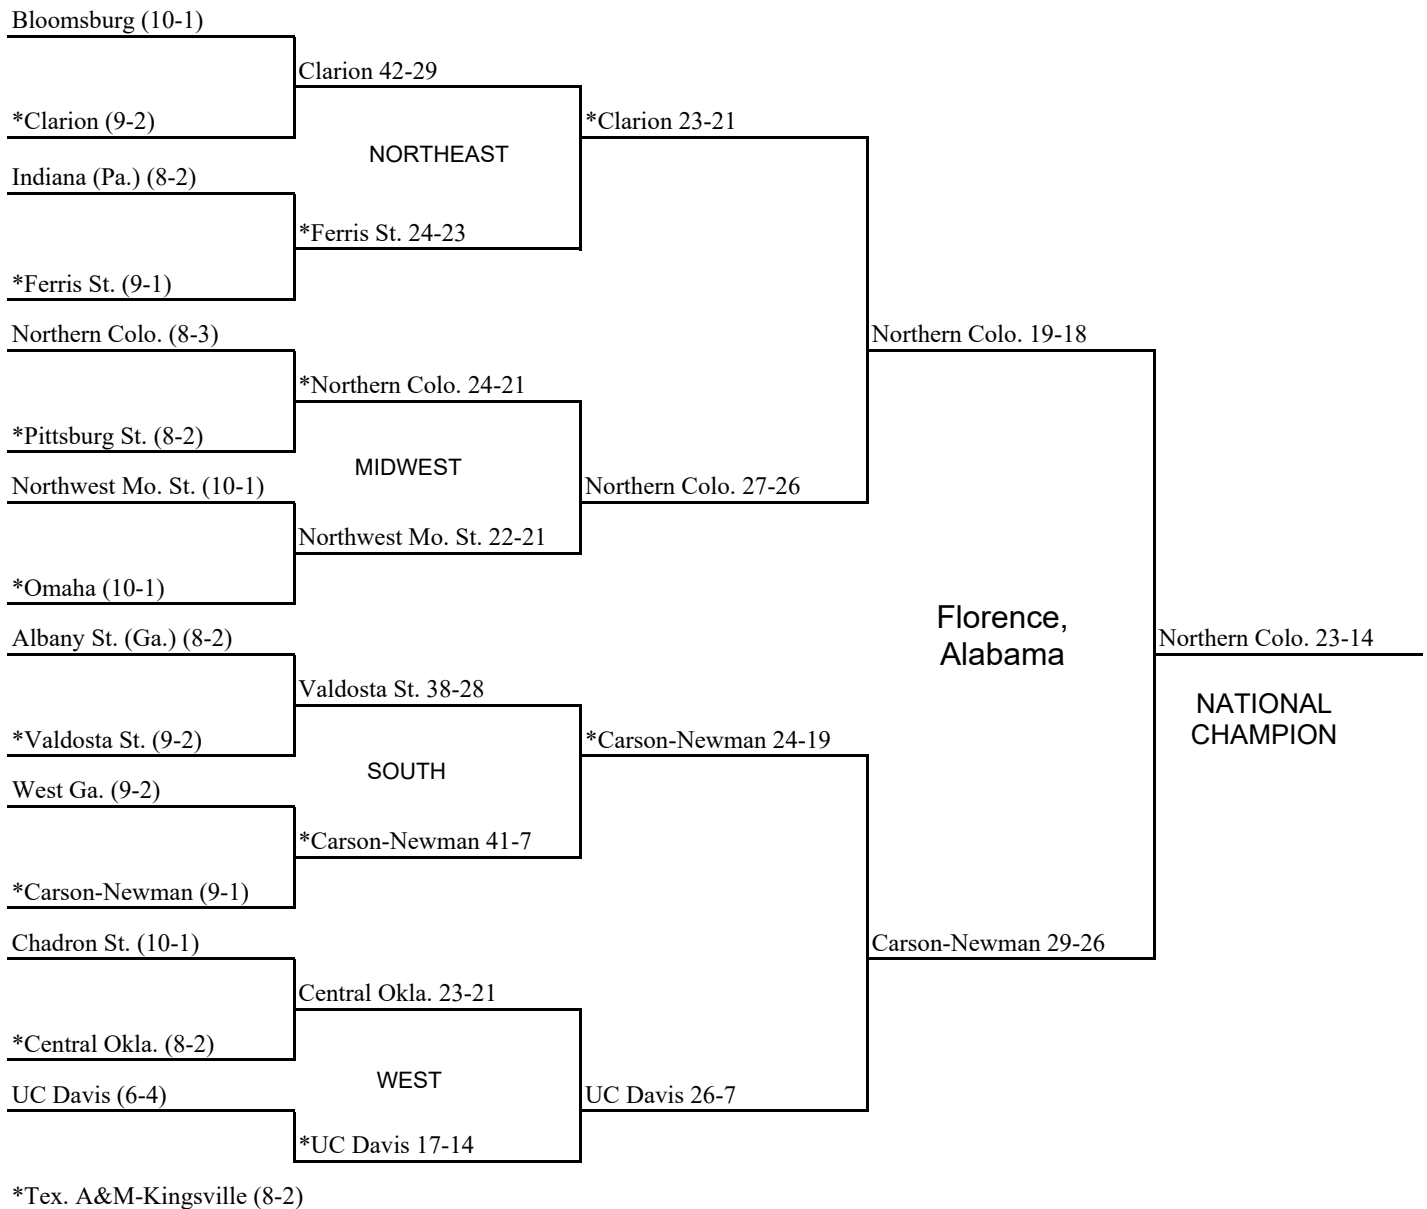 Bloomsburg (10-1)
Clarion 42-29
*Clarion (9-2)
*Clarion 23-21
NORTHEAST
Indiana (Pa.) (8-2)
*Ferris St. 24-23
*Ferris St. (9-1)
Northern Colo. (8-3)
Northern Colo. 19-18
*Northern Colo. 24-21
*Pittsburg St. (8-2)
MIDWEST
Northwest Mo. St. (10-1)
Northern Colo. 27-26
Northwest Mo. St. 22-21
*Omaha (10-1)
Florence,
Alabama
Albany St. (Ga.) (8-2)
Northern Colo. 23-14
Valdosta St. 38-28
NATIONAL
CHAMPION
*Valdosta St. (9-2)
*Carson-Newman 24-19
SOUTH
West Ga. (9-2)
*Carson-Newman 41-7
*Carson-Newman (9-1)
Chadron St. (10-1)
Carson-Newman 29-26
Central Okla. 23-21
*Central Okla. (8-2)
WEST
UC Davis (6-4)
UC Davis 26-7
*UC Davis 17-14
*Tex. A&M-Kingsville (8-2)